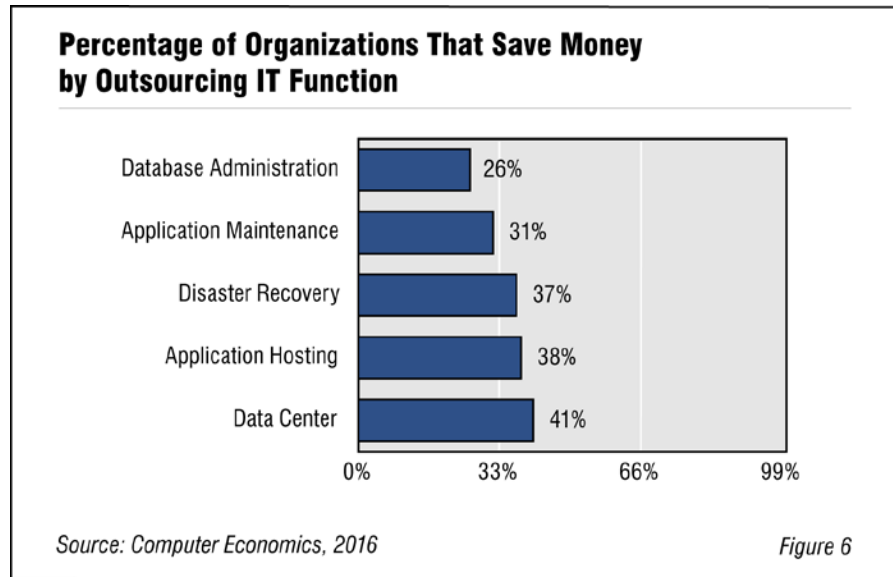 Percentage of Organizations That Save Money
by Outsourcing IT Function
Database Administration 26%
Application Maintenance 31%
Disaster Recovery 37%
Application Hosting 38%
Data Center 41%
0% 33% 66% 99%
Source: Computer Economics, 2016 Figure 6